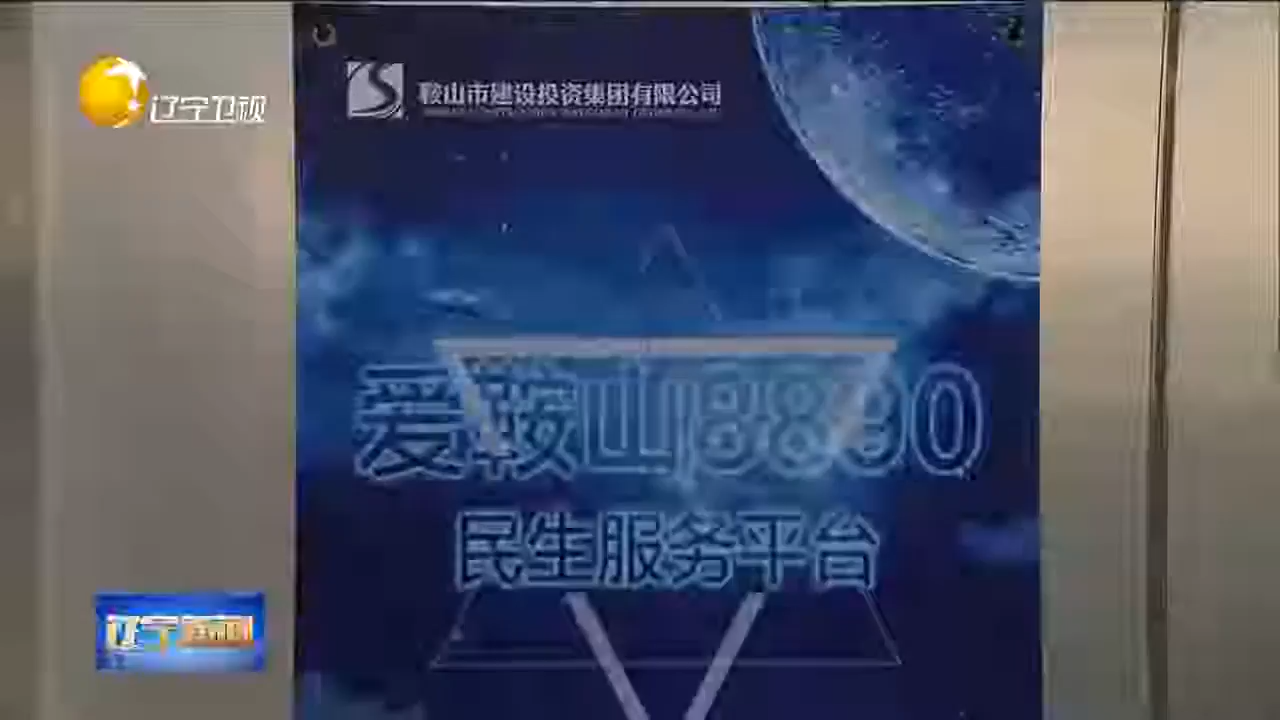 辽宁卫视
鞍山市建设投资集团有限公司
爱鞍山8890
民生服务平台
辽宁新闻